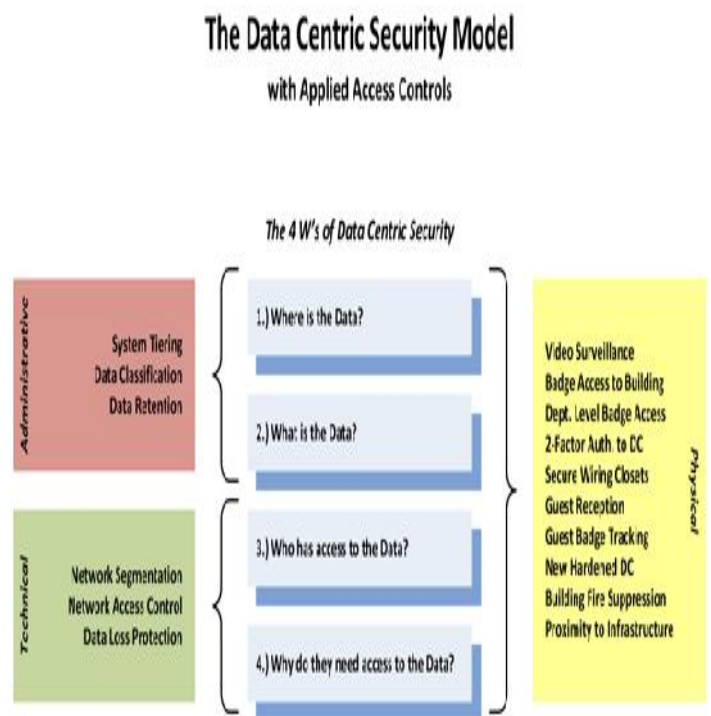 The Data Centric Security Model
with Applied Access Controls
The 4 W's of Data Centric Security
Administrative
System Tiering
Data Classification
Data Retention
Technical
Network Segmentation
Network Access Control
Data Loss Protection
1.) Where is the Data?
2.) What is the Data?
3.) Who has access to the Data?
4.) Why do they need access to the Data?
Video Surveillance
Badge Access to Building
Dept. Level Badge Access
2-Factor Auth. to DC
Secure Wiring Closets
Guest Reception
Guest Badge Tracking
New Hardened DC
Building Fire Suppression
Proximity to Infrastructure
Physical